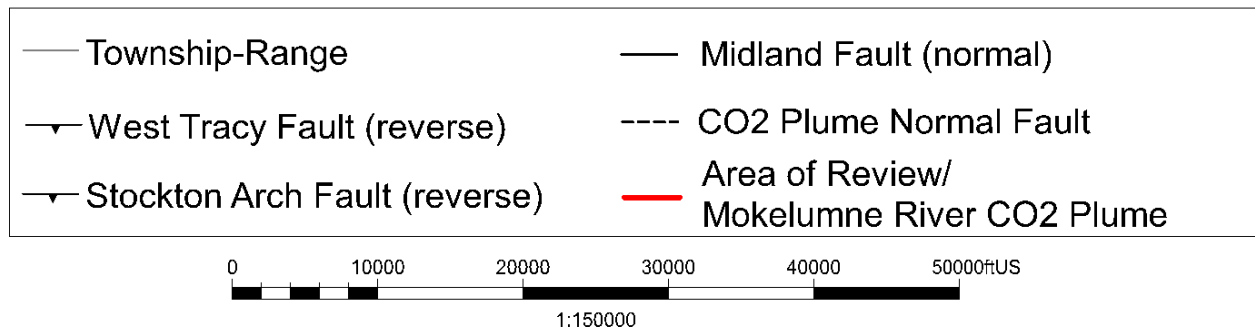 Township-Range
West Tracy Fault (reverse)
Stockton Arch Fault (reverse)
Midland Fault (normal)
CO2 Plume Normal Fault
Area of Review/
Mokelumne River CO2 Plume
0 10000 20000 30000 40000 50000ftUS
1:150000